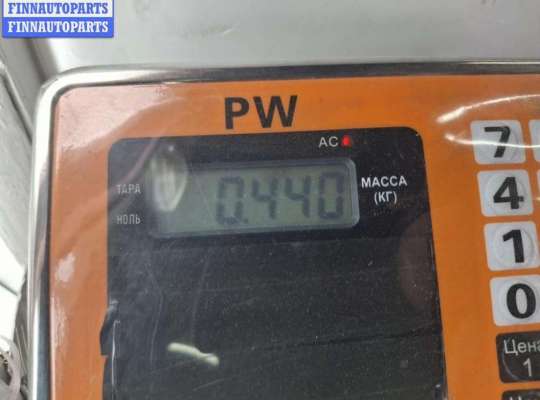 FINNAUTOPARTS
FINNAUTOPARTS
PW
AC
7
ТАРА
0.440
МАССА
(КГ)
4
НОЛЬ
1
0
Цена
1